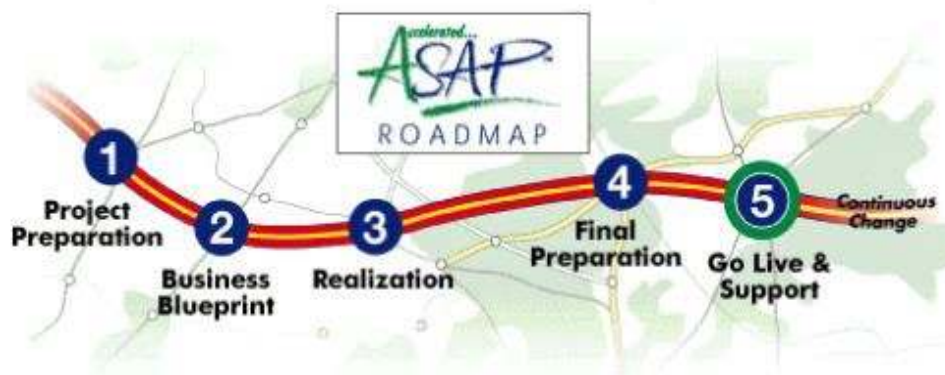 Accelerated...
ASAP™
ROADMAP
1
Project
Preparation
2
Business
Blueprint
3
Realization
4
Final
Preparation
5
Go Live &
Support
Continuous
Change